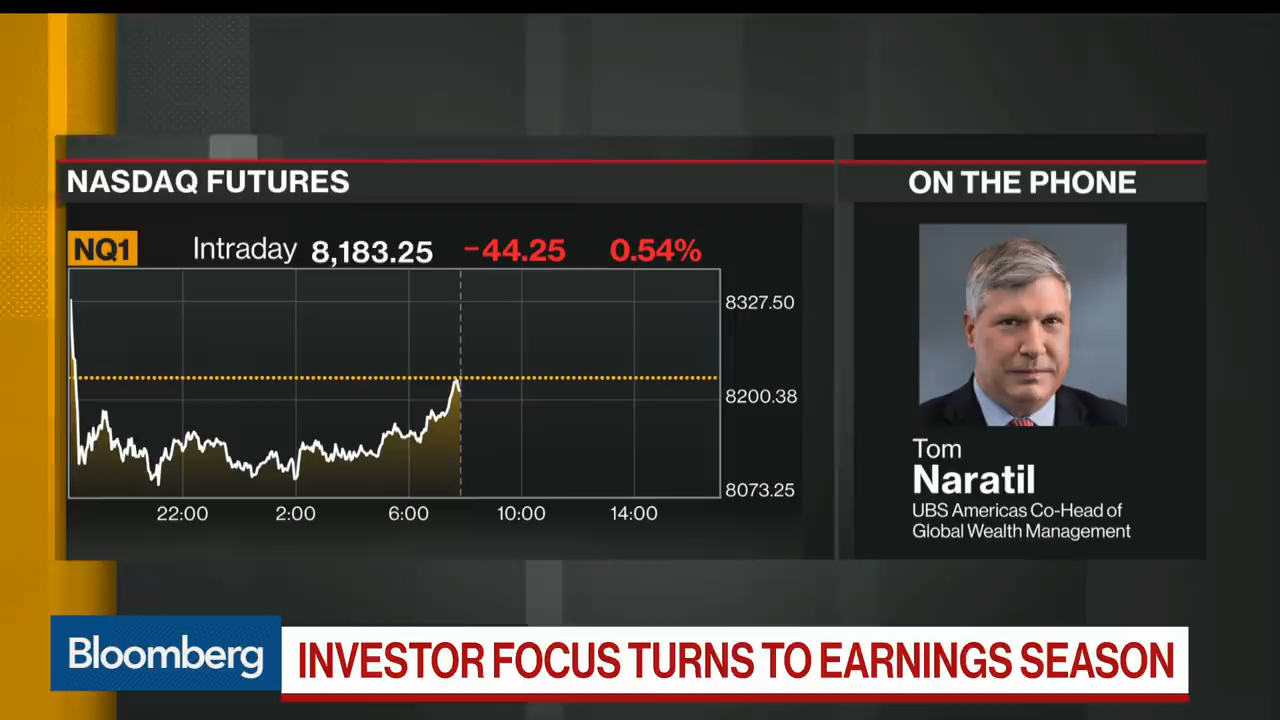 NASDAQ FUTURES
NQ1 Intraday 8,183.25 -44.25 0.54%
8327.50
8200.38
8073.25
22:00 2:00 6:00 10:00 14:00
ON THE PHONE
Tom
Naratil
UBS Americas Co-Head of
Global Wealth Management
Bloomberg
INVESTOR FOCUS TURNS TO EARNINGS SEASON